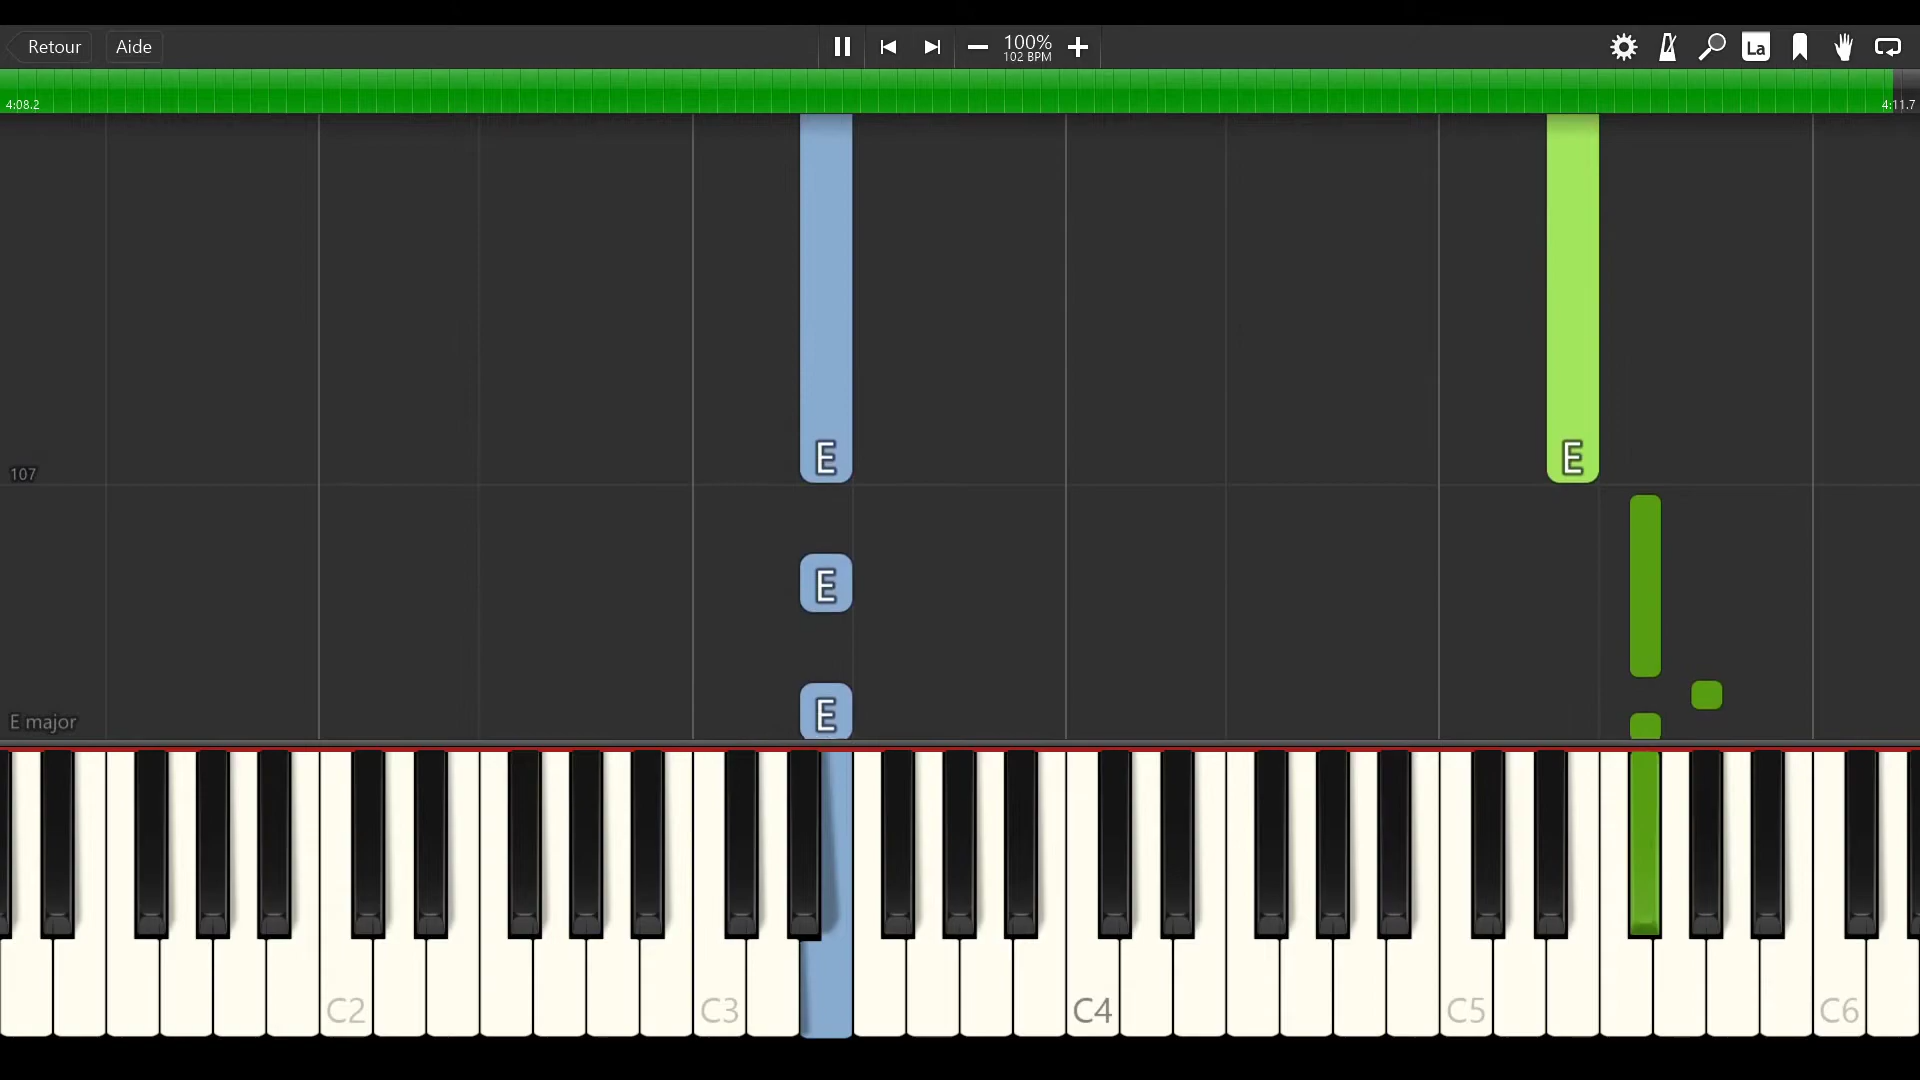 Retour Aide 100% La
102 BPM
4:08.2 4:11.7
E E
107
E
E
E major
C2 C3 C4 C5 C6